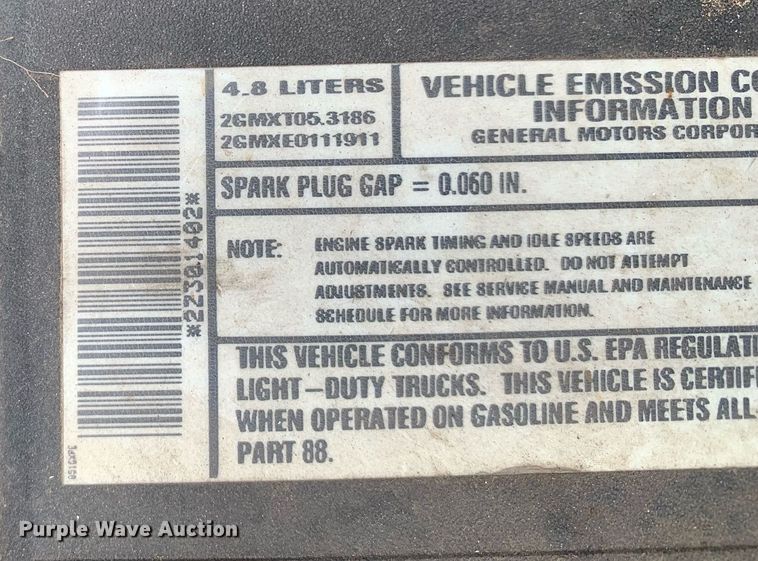 4.8 LITERS
2GMXT05.3186
2GMXE0111911
VEHICLE EMISSION CO
INFORMATION
GENERAL MOTORS CORPOR
SPARK PLUG GAP = 0.060 IN.
NOTE: ENGINE SPARK TIMING AND IDLE SPEEDS ARE
AUTOMATICALLY CONTROLLED. DO NOT ATTEMPT
ADJUSTMENTS. SEE SERVICE MANUAL AND MAINTENANCE
SCHEDULE FOR MORE INFORMATION.
THIS VEHICLE CONFORMS TO U.S. EPA REGULATI
LIGHT-DUTY TRUCKS. THIS VEHICLE IS CERTIF
WHEN OPERATED ON GASOLINE AND MEETS ALL
PART 88.
*22301402*
Purple Wave Auction